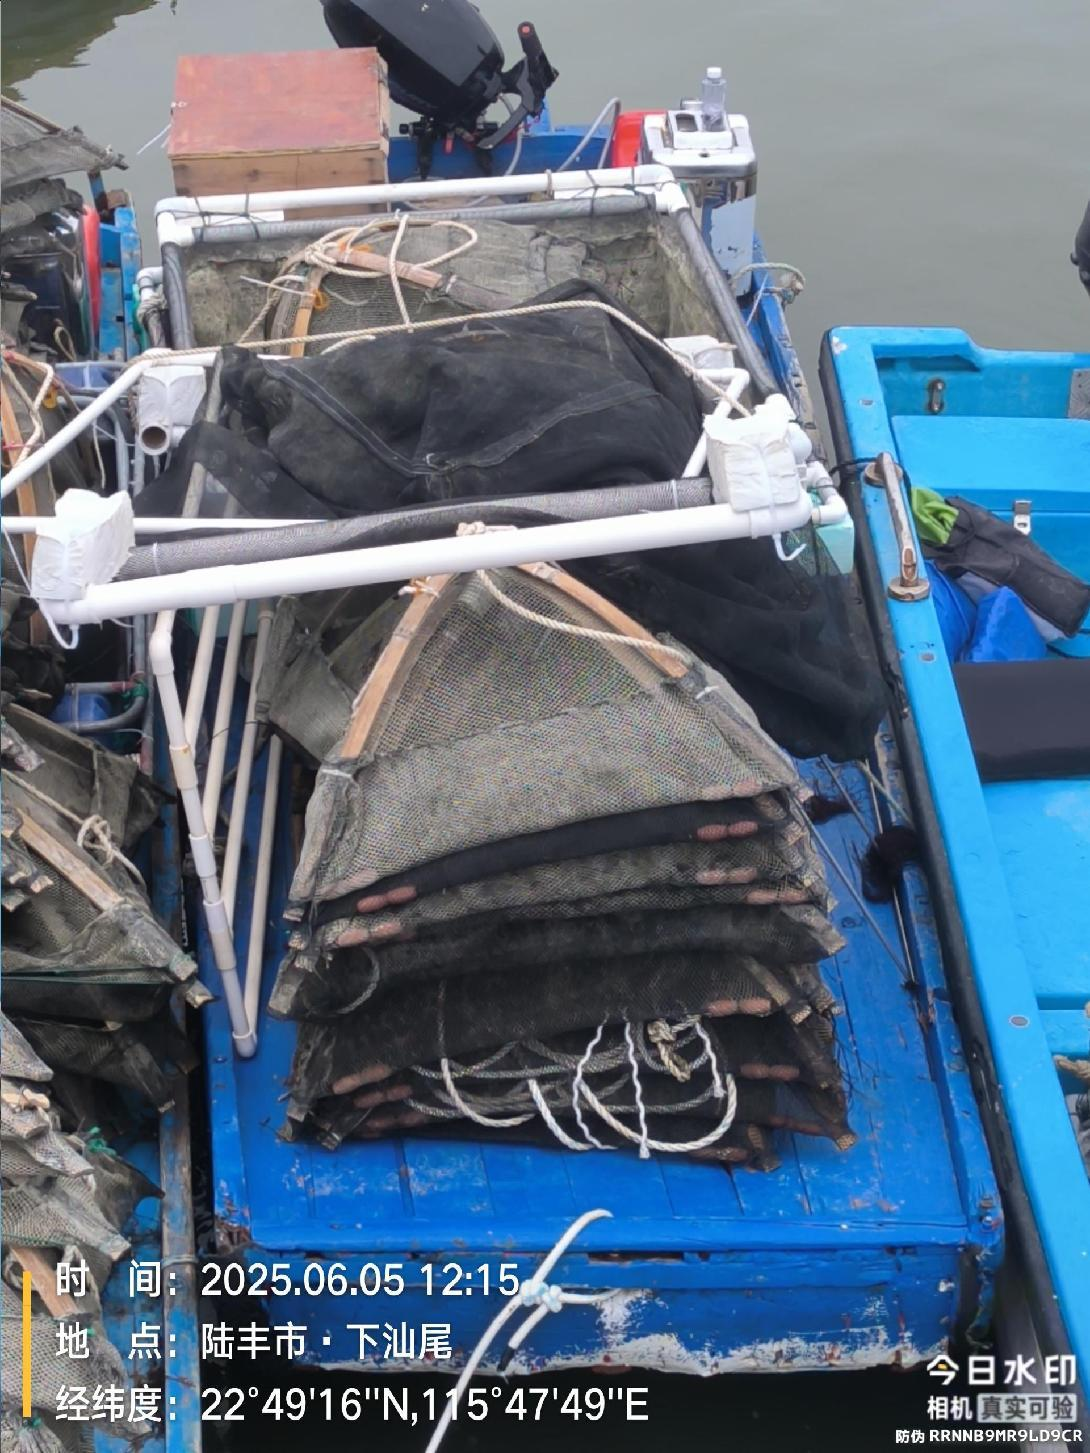 时 间：2025.06.05 12:15
地 点：陆丰市·下汕尾
经纬度：22°49'16"N,115°47'49"E
今日水印
相机 真实可验
防伪 RRNNB9MR9LD9CR